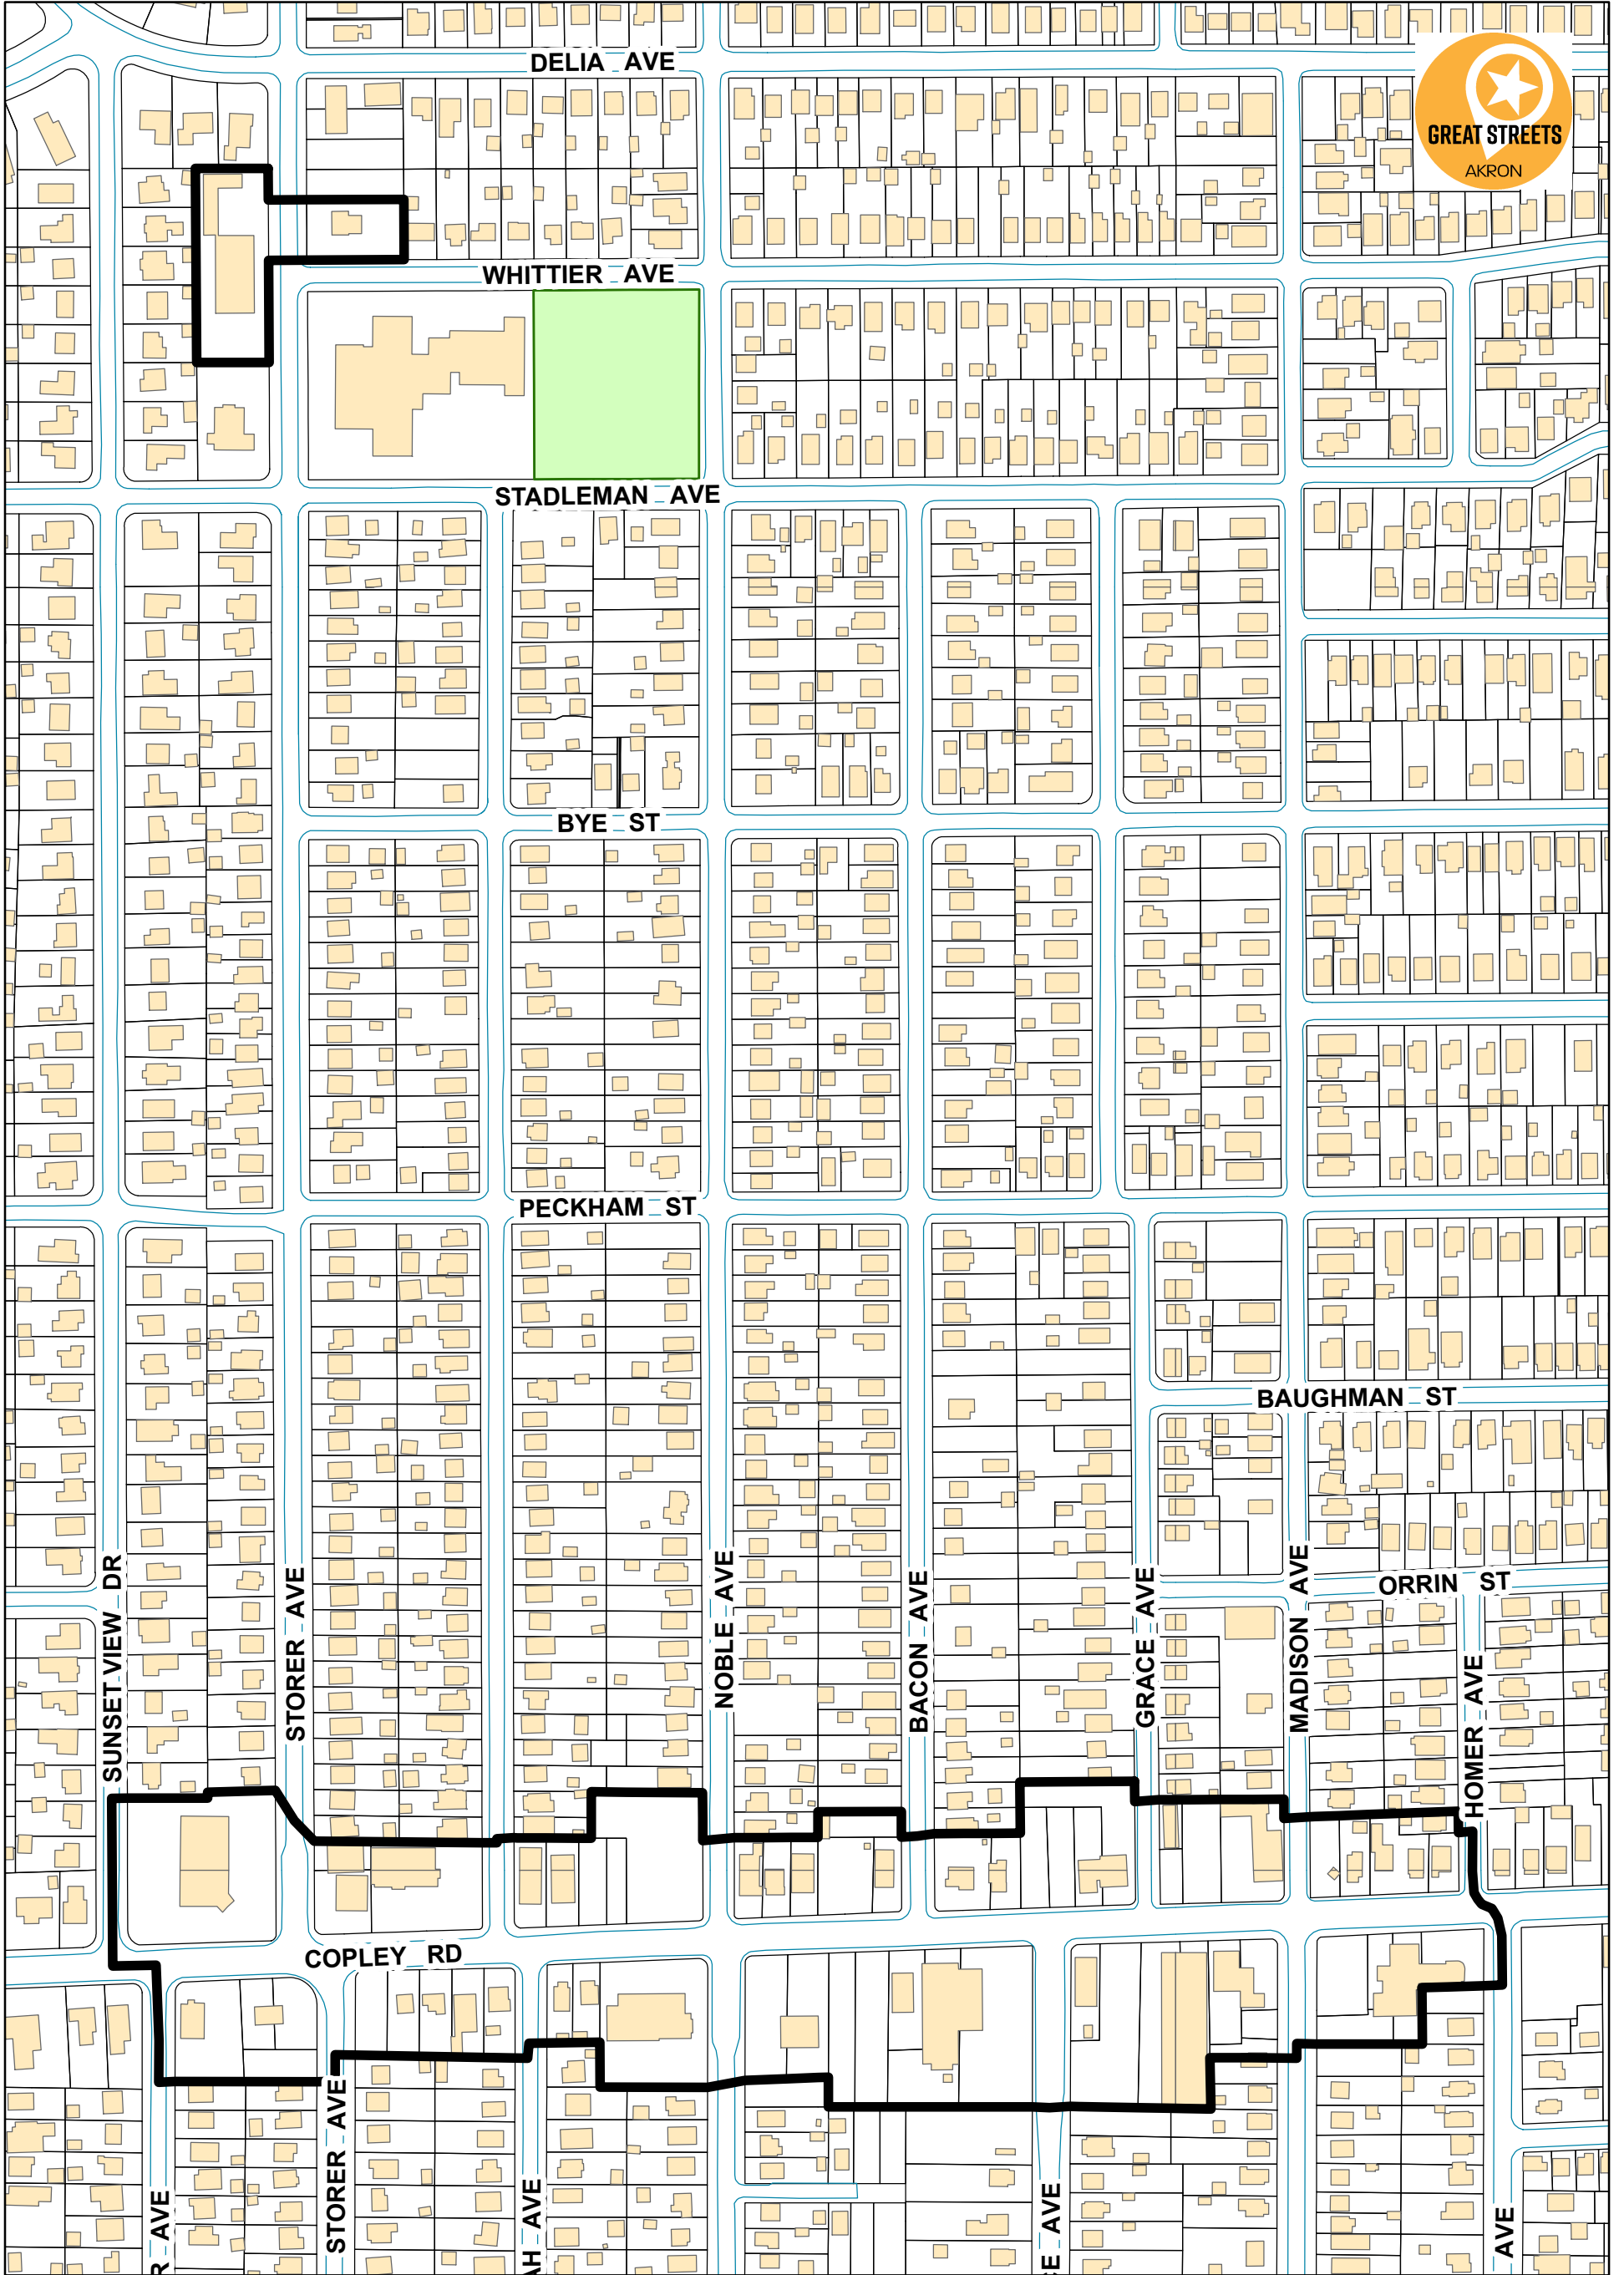 DELIA AVE
GREAT STREETS
AKRON
WHITTIER AVE
STADLEMAN AVE
BYE ST
PECKHAM ST
BAUGHMAN ST
ORRIN ST
SUNSET VIEW DR
STORER AVE
NOBLE AVE
BACON AVE
GRACE AVE
MADISON AVE
HOMER AVE
COPLEY RD
STORER AVE
AVE
AVE
AVE
AVE